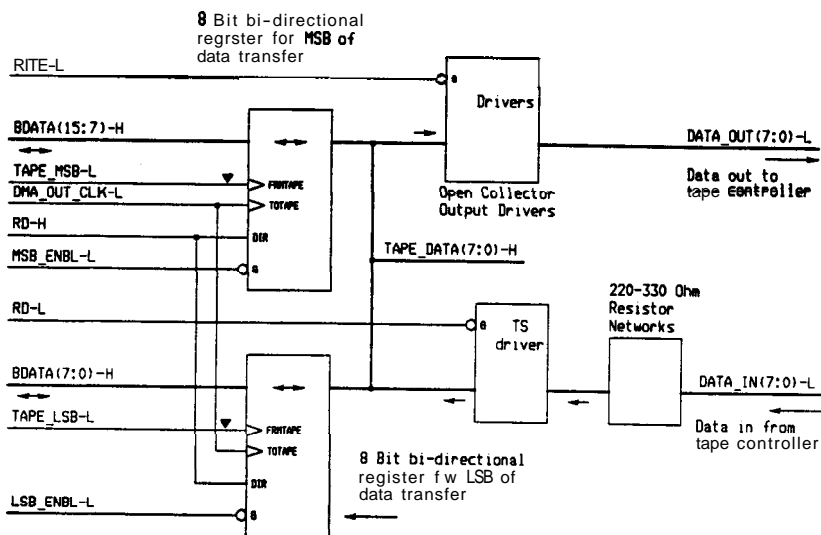 8 Bit bi-directional
regrster for MSB of
data transfer
RITE-L
G
Drivers
BDATA(15:7)-H
DATA_OUT(7:0)-L
TAPE_MSB-L
FRMTAPE
Data out to
tape controller
DMA_OUT_CLK-L
TOTAPE
Open Collector
Output Drivers
RD-H
DIR
TAPE_DATA(7:0)-H
MSB_ENBL-L
G
220-330 Ohm
Resistor
Networks
RD-L
G
TS
driver
BDATA(7:0)-H
DATA_IN(7:0)-L
TAPE_LSB-L
FRMTAPE
Data in from
tape controller
TOTAPE
8 Bit bi-directional
register fw LSB of
data transfer
DIR
LSB_ENBL-L
G